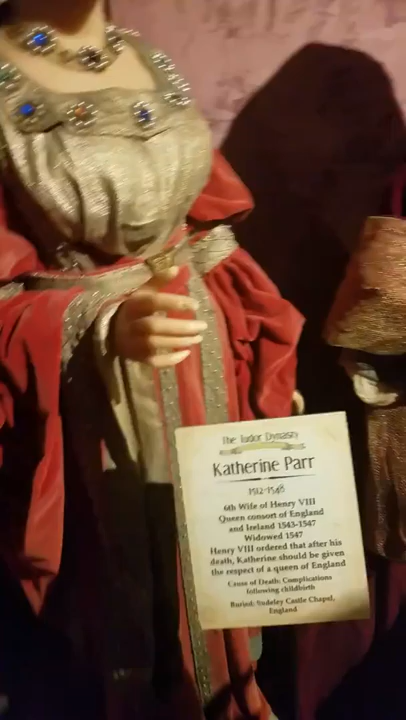 The Tudor Dynasty
Katherine Parr
1512-1548
6th Wife of Henry VIII
Queen consort of England
and Ireland 1543-1547
Widowed 1547
Henry VIII ordered that after his
death, Katherine should be given
the respect of a queen of England
Cause of Death: Complications
following childbirth
Buried: Sudeley Castle Chapel,
England